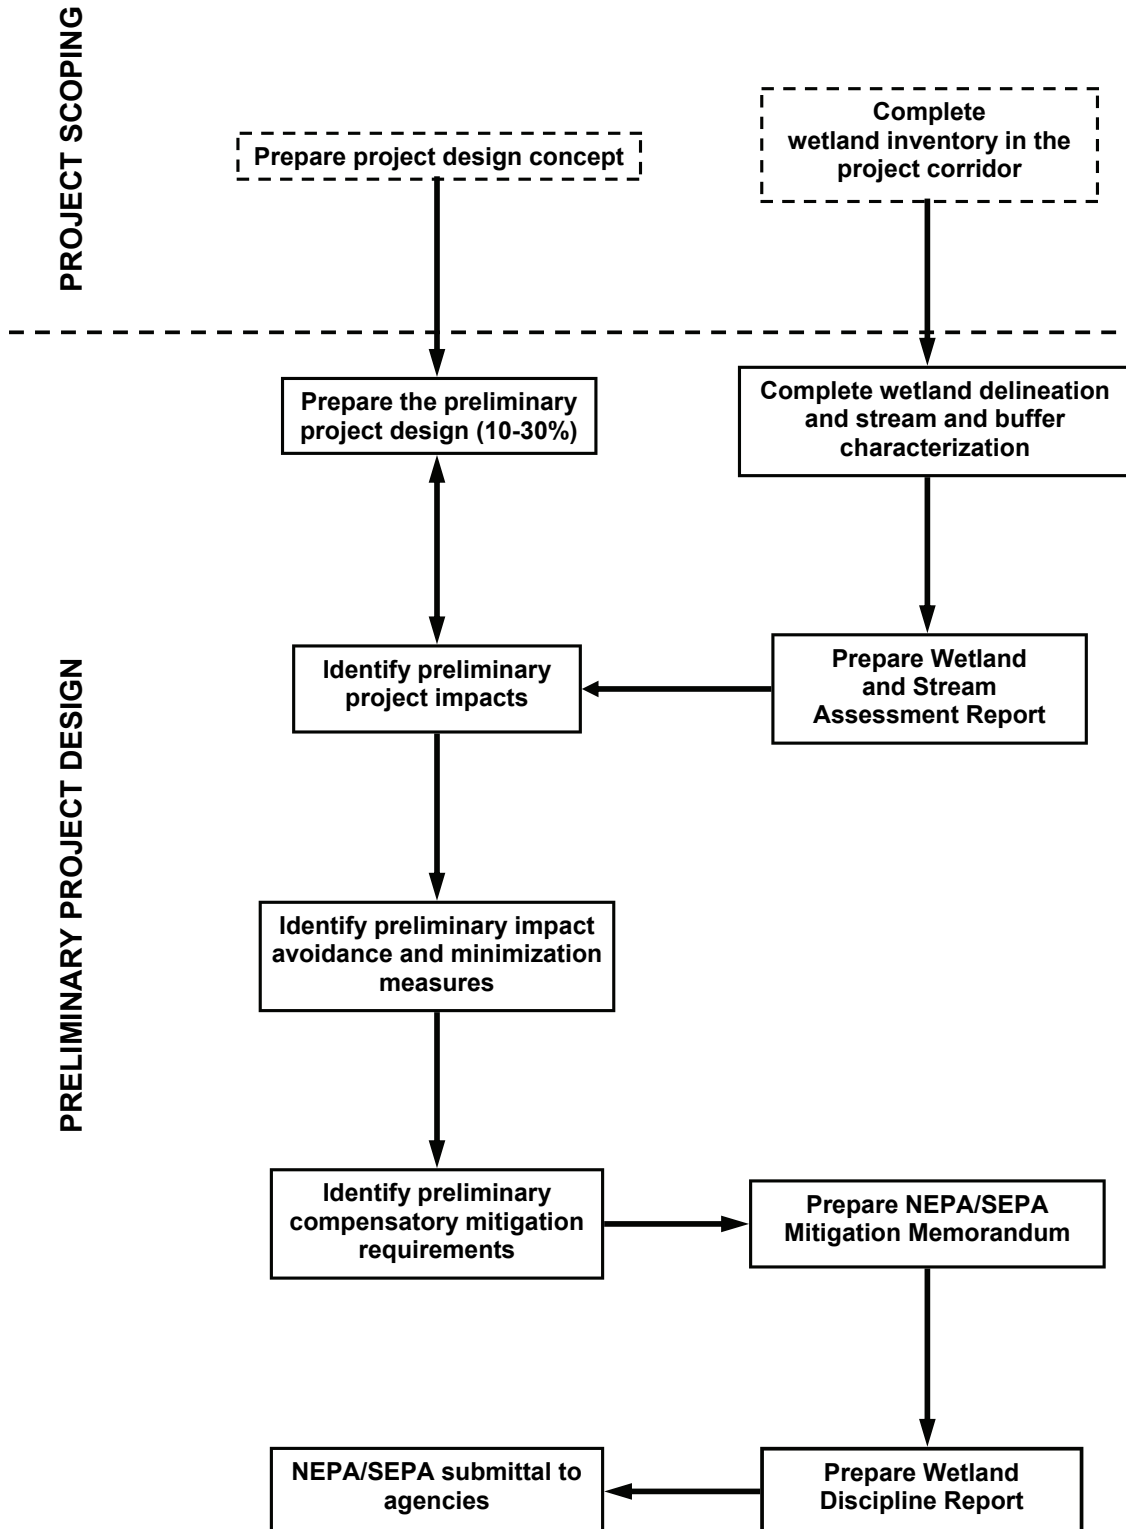 PROJECT SCOPING
Prepare project design concept
Complete
wetland inventory in the
project corridor
PRELIMINARY PROJECT DESIGN
Prepare the preliminary
project design (10-30%)
Complete wetland delineation
and stream and buffer
characterization
Identify preliminary
project impacts
Prepare Wetland
and Stream
Assessment Report
Identify preliminary impact
avoidance and minimization
measures
Identify preliminary
compensatory mitigation
requirements
Prepare NEPA/SEPA
Mitigation Memorandum
NEPA/SEPA submittal to
agencies
Prepare Wetland
Discipline Report